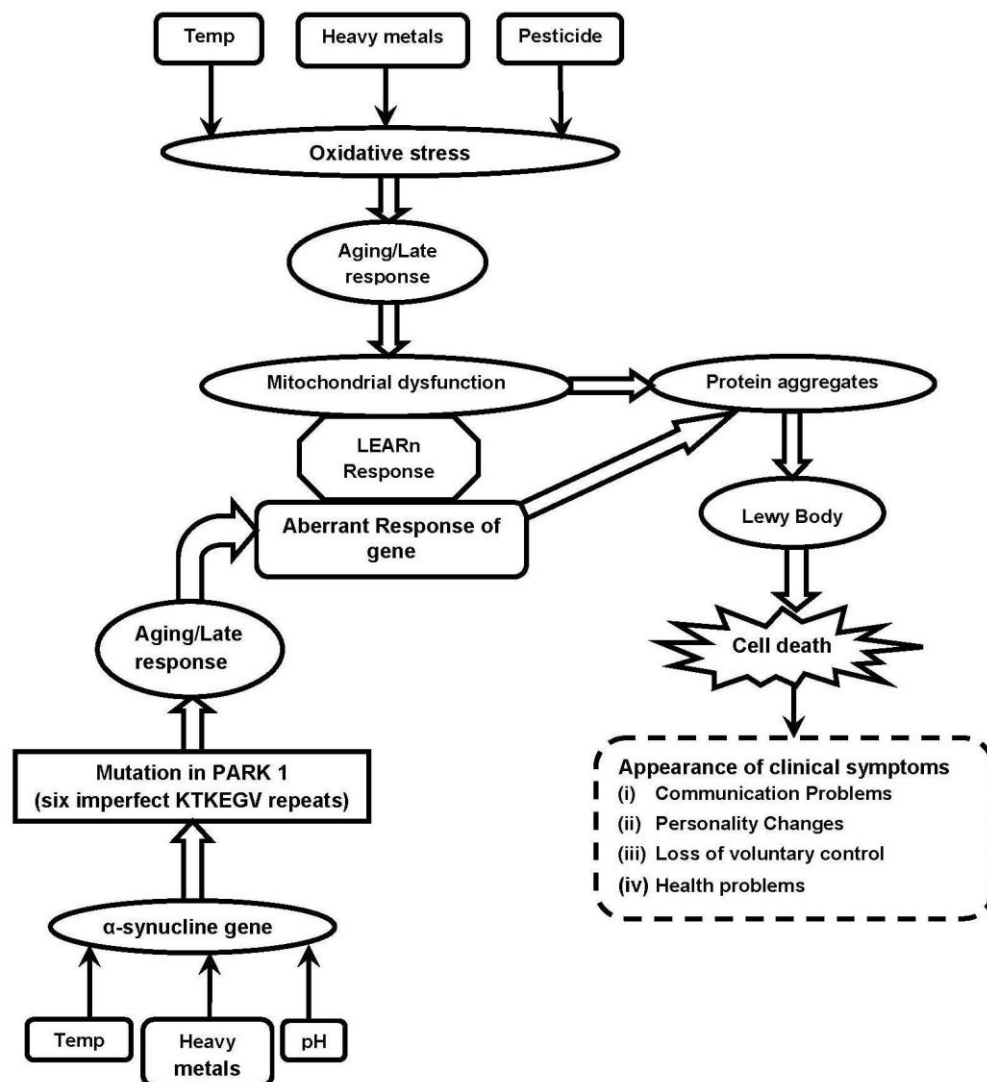 Temp
Heavy metals
Pesticide
Oxidative stress
Aging/Late
response
Mitochondrial dysfunction
Protein aggregates
LEARn
Response
Lewy Body
Aberrant Response of
gene
Aging/Late
response
Cell death
Mutation in PARK 1
(six imperfect KTKEGV repeats)
Appearance of clinical symptoms
(i) Communication Problems
(ii) Personality Changes
(iii) Loss of voluntary control
(iv) Health problems
α-synucline gene
Temp
Heavy
metals
pH